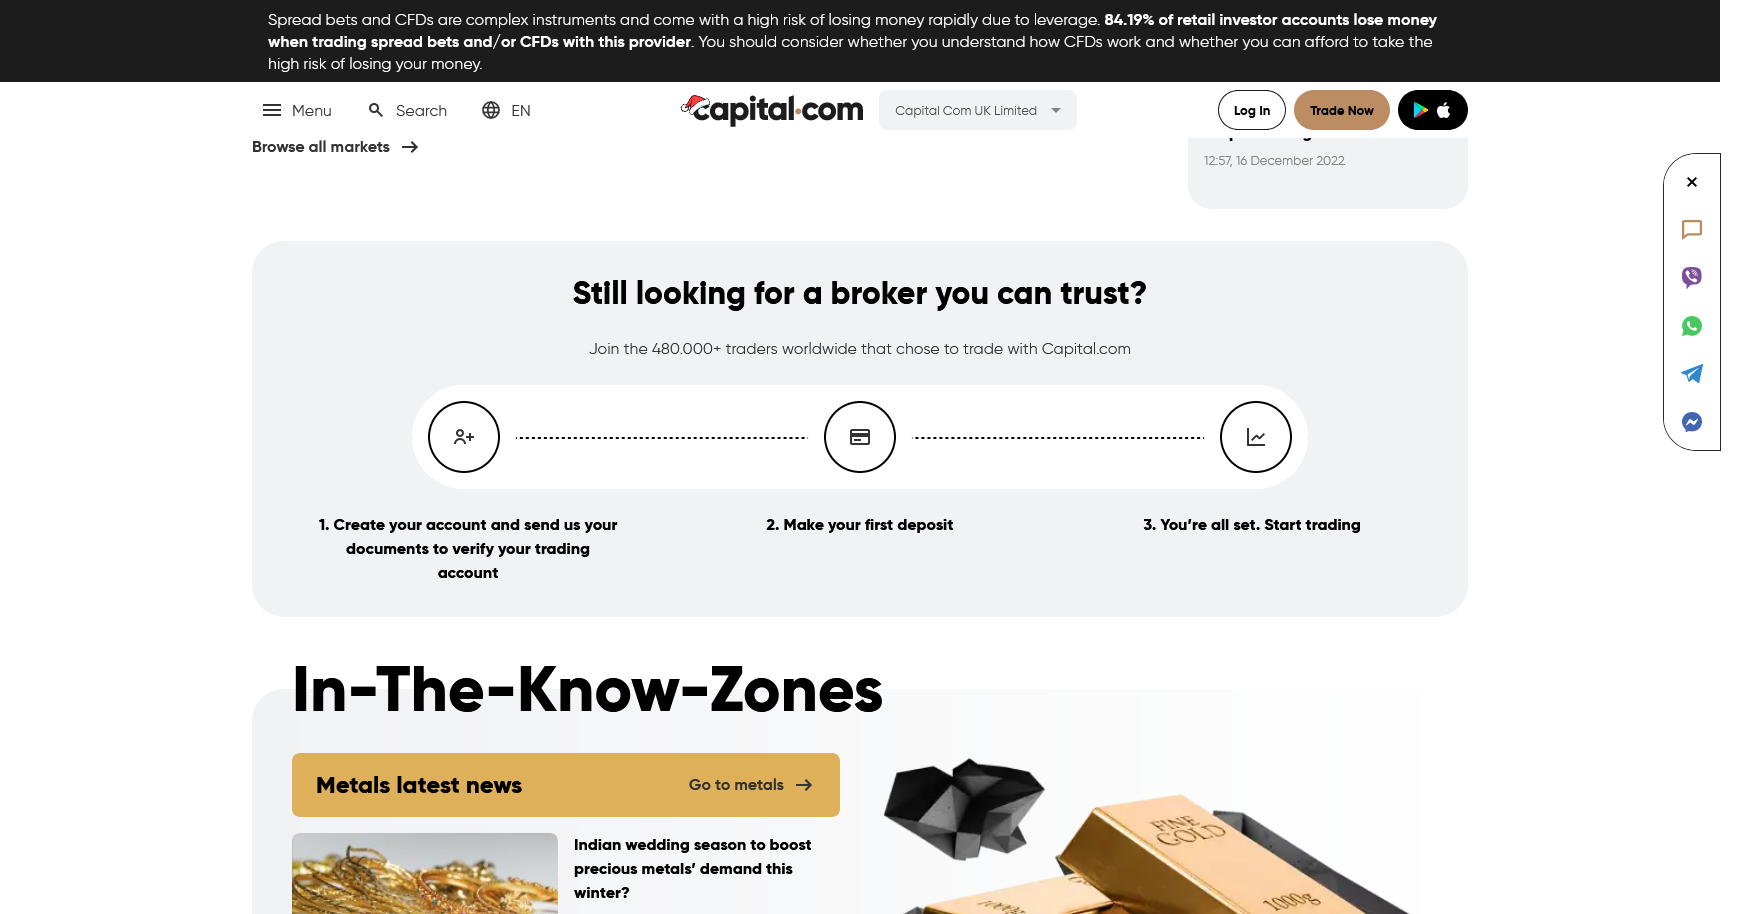 Spread bets and CFDs are complex instruments and come with a high risk of losing money rapidly due to leverage. 84.19% of retail investor accounts lose money
when trading spread bets and/or CFDs with this provider. You should consider whether you understand how CFDs work and whether you can afford to take the
high risk of losing your money.
Menu Search EN capital.com Capital Com UK Limited Log In Trade Now
Browse all markets
12:57, 16 December 2022
Still looking for a broker you can trust?
Join the 480.000+ traders worldwide that chose to trade with Capital.com
1. Create your account and send us your
documents to verify your trading
account
2. Make your first deposit
3. You’re all set. Start trading
In-The-Know-Zones
Metals latest news
Go to metals
Indian wedding season to boost
precious metals’ demand this
winter?
FINE
GOLD
1000g
1000g